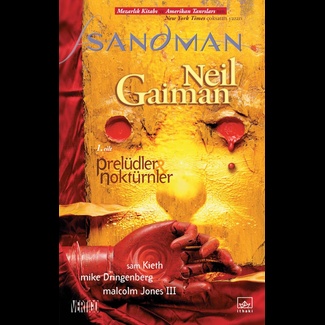 Mezarlık Kitabı Amerikan Tanrıları
New York Times çoksatan yazarı
SANDMAN
Neil
Gaiman
1. cilt
prelüdler &
noktürnler
sam Kieth
mike Dringenberg
malcolm Jones III
VERTIGO
İTHAKİ